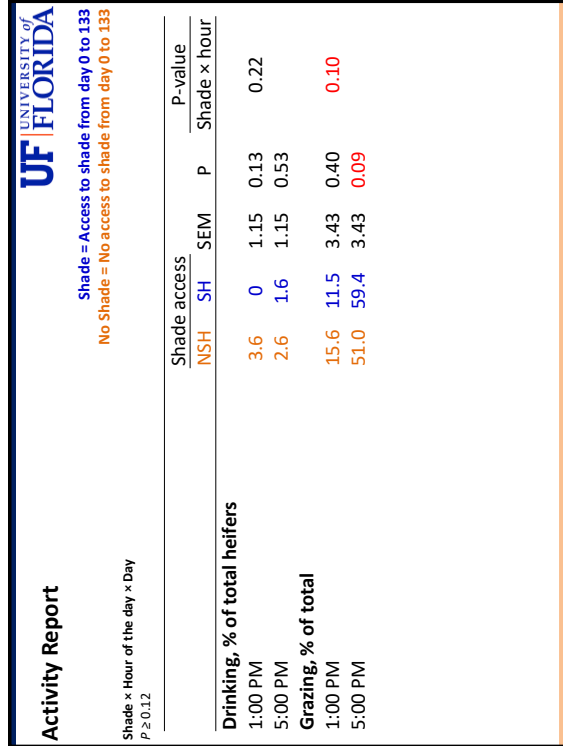 Activity Report
UF UNIVERSITY of FLORIDA
Shade = Access to shade from day 0 to 133
No Shade = No access to shade from day 0 to 133
Shade × Hour of the day × Day
P ≥ 0.12
Shade access P-value
NSH SH SEM P Shade × hour
Drinking, % of total heifers 0.22
1:00 PM 3.6 0 1.15 0.13
5:00 PM 2.6 1.6 1.15 0.53
Grazing, % of total 0.10
1:00 PM 15.6 11.5 3.43 0.40
5:00 PM 51.0 59.4 3.43 0.09